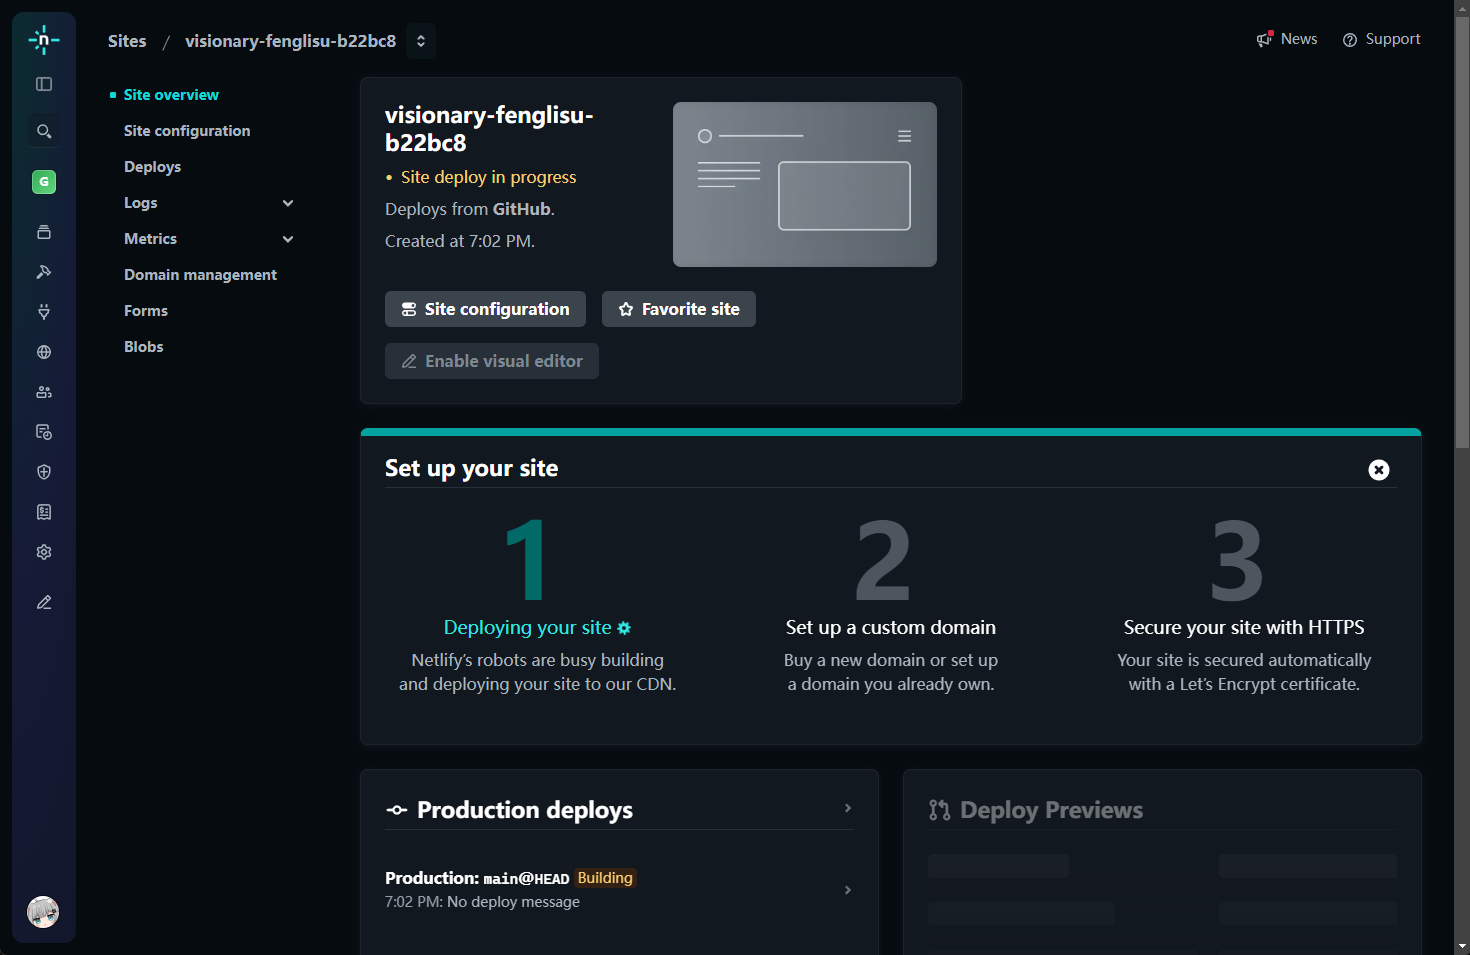 n
Sites / visionary-fenglisu-b22bc8
News
Support
G
Site overview
Site configuration
Deploys
Logs
Metrics
Domain management
Forms
Blobs
visionary-fenglisu-
b22bc8
• Site deploy in progress
Deploys from GitHub.
Created at 7:02 PM.
Site configuration
Favorite site
Enable visual editor
Set up your site
1
Deploying your site
Netlify’s robots are busy building
and deploying your site to our CDN.
2
Set up a custom domain
Buy a new domain or set up
a domain you already own.
3
Secure your site with HTTPS
Your site is secured automatically
with a Let’s Encrypt certificate.
Production deploys
Production: main@HEAD Building
7:02 PM: No deploy message
Deploy Previews